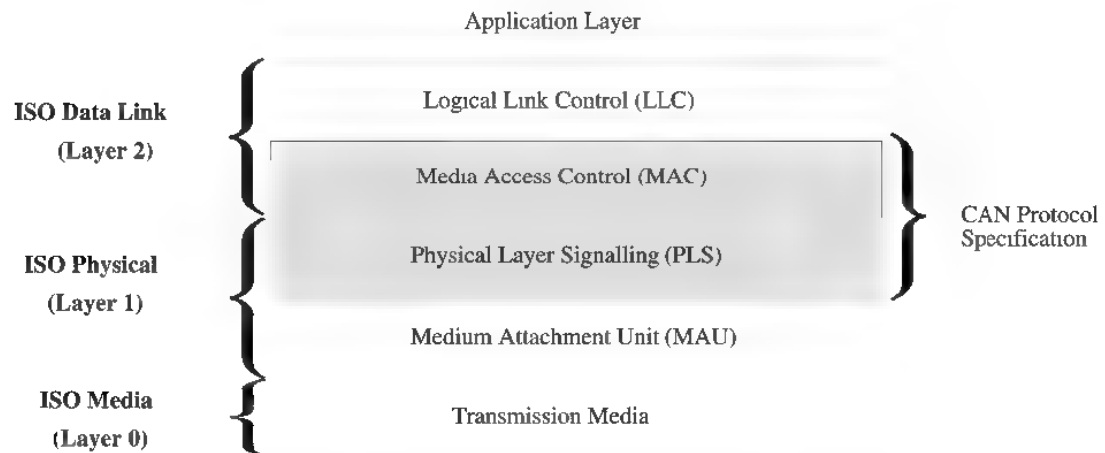 Application Layer
ISO Data Link
(Layer 2)
Logical Link Control (LLC)
Media Access Control (MAC)
CAN Protocol
Specification
ISO Physical
(Layer 1)
Physical Layer Signalling (PLS)
Medium Attachment Unit (MAU)
ISO Media
(Layer 0)
Transmission Media